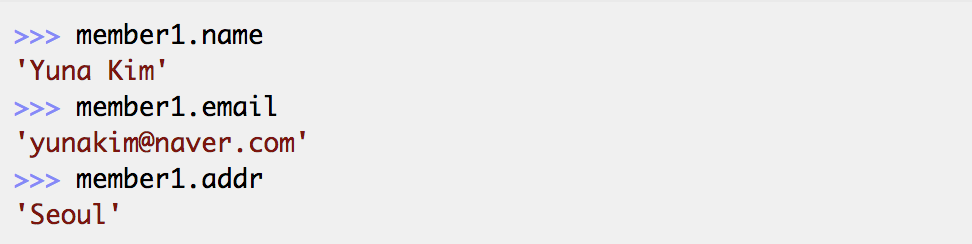 >>> member1.name
'Yuna Kim'
>>> member1.email
'yunakim@naver.com'
>>> member1.addr
'Seoul'